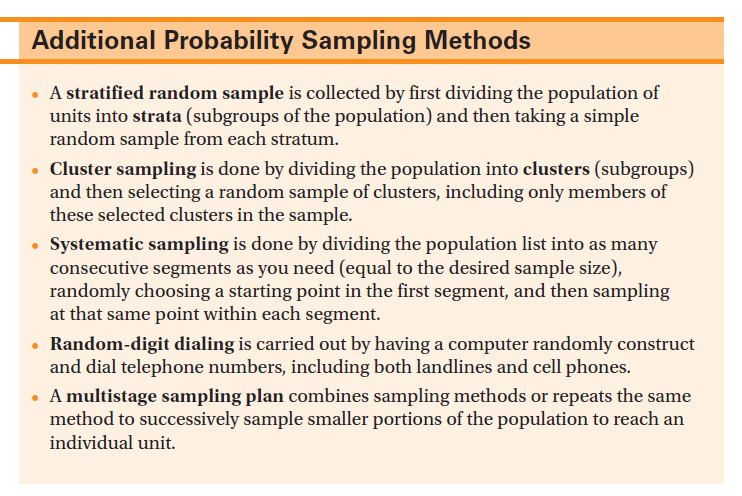 Additional Probability Sampling Methods
• A stratified random sample is collected by first dividing the population of
units into strata (subgroups of the population) and then taking a simple
random sample from each stratum.
• Cluster sampling is done by dividing the population into clusters (subgroups)
and then selecting a random sample of clusters, including only members of
these selected clusters in the sample.
• Systematic sampling is done by dividing the population list into as many
consecutive segments as you need (equal to the desired sample size),
randomly choosing a starting point in the first segment, and then sampling
at that same point within each segment.
• Random-digit dialing is carried out by having a computer randomly construct
and dial telephone numbers, including both landlines and cell phones.
• A multistage sampling plan combines sampling methods or repeats the same
method to successively sample smaller portions of the population to reach an
individual unit.